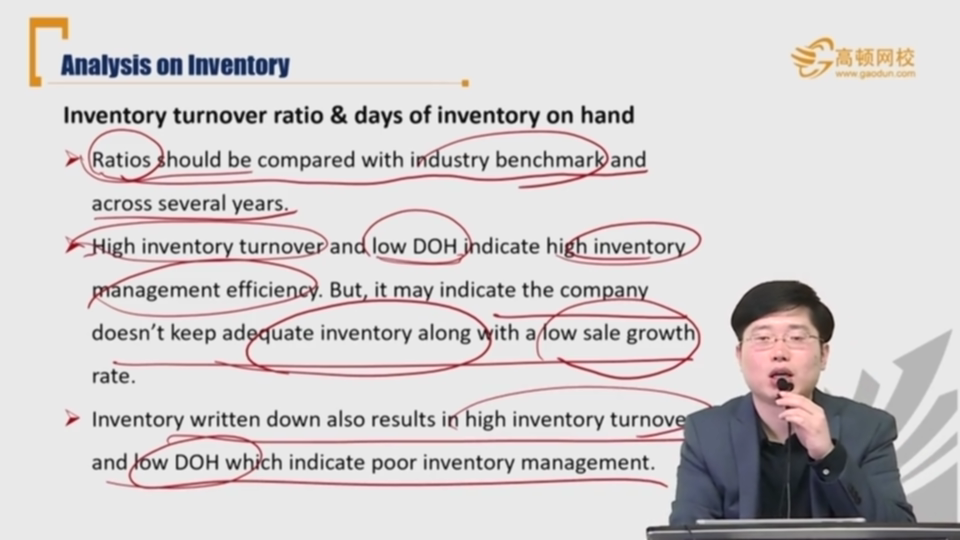 Analysis on Inventory
高顿网校
www.gaodun.com
Inventory turnover ratio & days of inventory on hand
Ratios should be compared with industry benchmark and
across several years.
High inventory turnover and low DOH indicate high inventory
management efficiency. But, it may indicate the company
doesn't keep adequate inventory along with a low sale growth
rate.
Inventory written down also results in high inventory turnove
and low DOH which indicate poor inventory management.